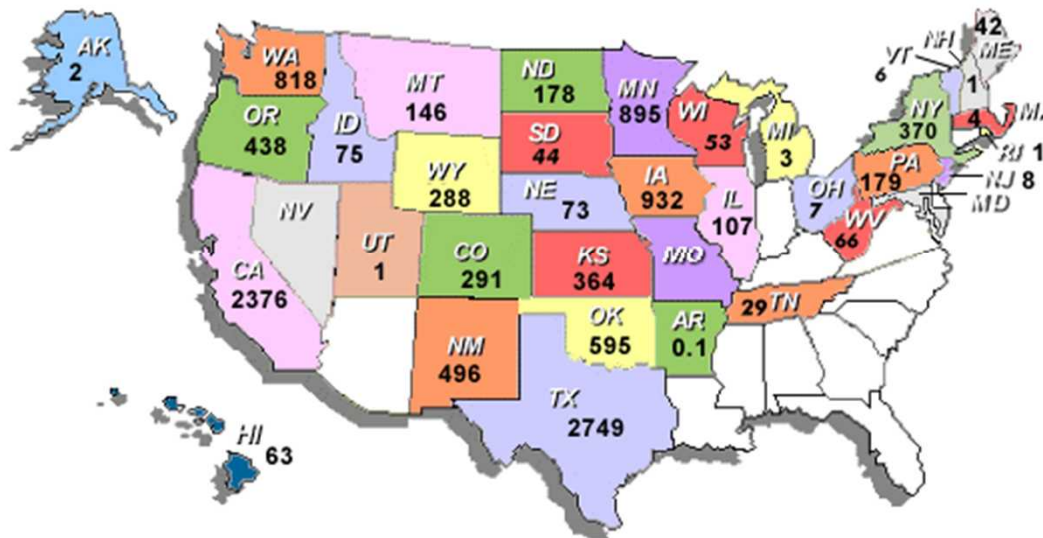 AK
2
WA
818
OR
438
CA
2376
NV
ID
75
MT
146
WY
288
UT
1
CO
291
NM
496
ND
178
SD
44
NE
73
KS
364
OK
595
TX
2749
MN
895
IA
932
MO
AR
0.1
WI
53
IL
107
MI
3
OH
7
WV
66
TN
29
PA
179
NY
370
VT
6
NH
1
42
ME
4
MA
RI 1
NJ
8
MD
HI
63